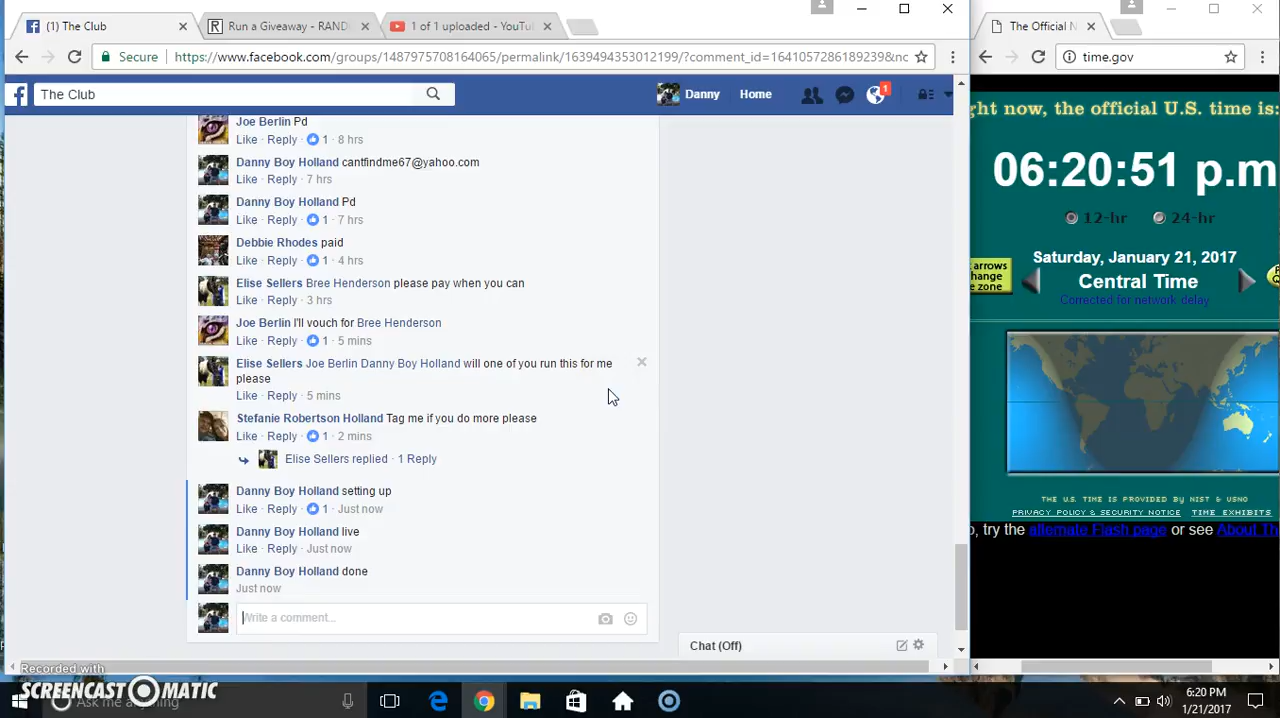 (1) The Club
Run a Giveaway - RAND
1 of 1 uploaded - YouTu
The Official N
Secure
https://www.facebook.com/groups/1487975708164065/permalink/1639494353012199/?comment_id=1641057286189239&nc
time.gov
The Club
Danny
Home
1
Joe Berlin Pd
Like · Reply · 1 · 8 hrs
Danny Boy Holland cantfindme67@yahoo.com
Like · Reply · 7 hrs
Danny Boy Holland Pd
Like · Reply · 1 · 7 hrs
Debbie Rhodes paid
Like · Reply · 1 · 4 hrs
Elise Sellers Bree Henderson please pay when you can
Like · Reply · 3 hrs
Joe Berlin I'll vouch for Bree Henderson
Like · Reply · 1 · 5 mins
Elise Sellers Joe Berlin Danny Boy Holland will one of you run this for me
please
Like · Reply · 5 mins
Stefanie Robertson Holland Tag me if you do more please
Like · Reply · 1 · 2 mins
Elise Sellers replied · 1 Reply
Danny Boy Holland setting up
Like · Reply · 1 · Just now
Danny Boy Holland live
Like · Reply · Just now
Danny Boy Holland done
Just now
Write a comment...
Chat (Off)
ght now, the official U.S. time is:
06:20:51 p.m
12-hr
24-hr
Saturday, January 21, 2017
Central Time
Corrected for network delay
arrows
hange
e zone
THE U.S. TIME IS PROVIDED BY NIST & USNO
PRIVACY POLICY & SECURITY NOTICE TIME EXHIBITS
o, try the alternate Flash page or see About Th
Recorded with
SCREENCAST-O-MATIC
Ask me anything
6:20 PM
1/21/2017